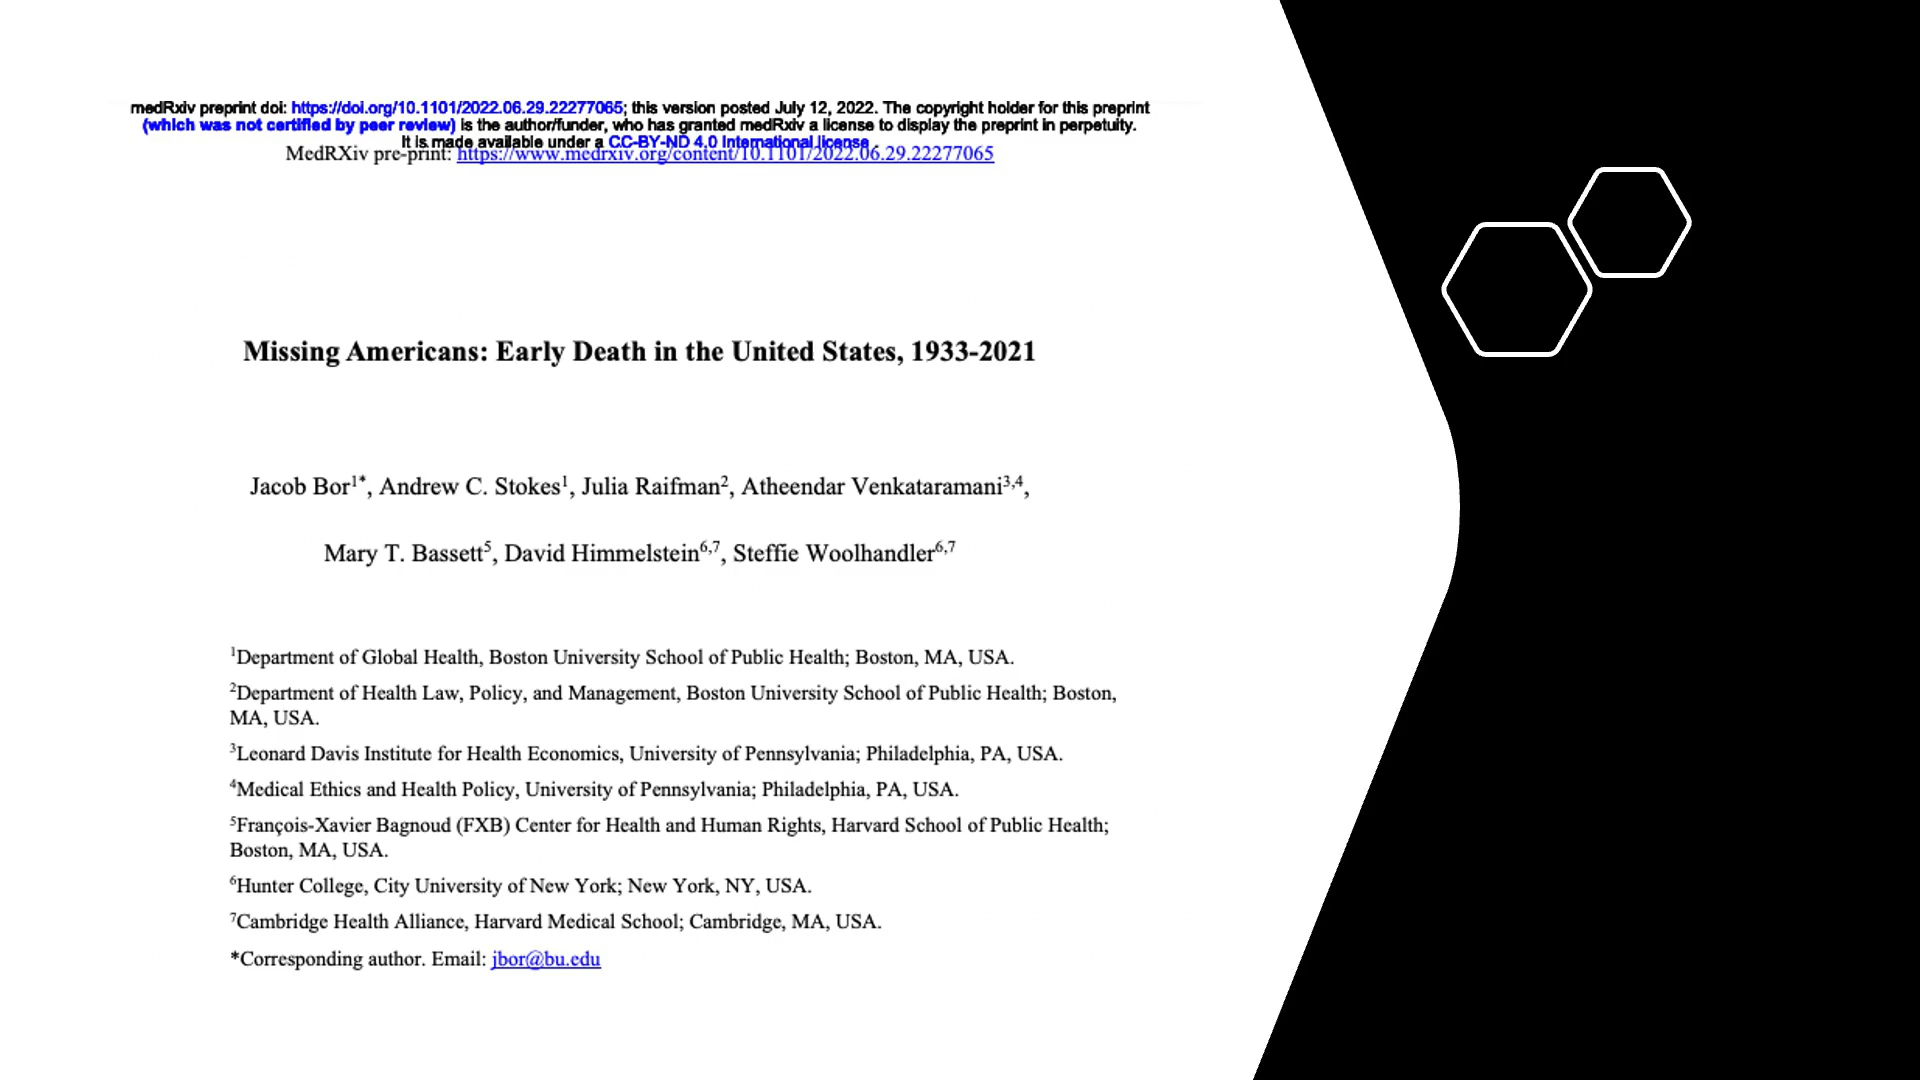 medRxiv preprint doi: https://doi.org/10.1101/2022.06.29.22277065; this version posted July 12, 2022. The copyright holder for this preprint
(which was not certified by peer review) is the author/funder, who has granted medRxiv a license to display the preprint in perpetuity.
It is made available under a CC-BY-ND 4.0 International license .
MedRXiv pre-print: https://www.medrxiv.org/content/10.1101/2022.06.29.22277065
Missing Americans: Early Death in the United States, 1933-2021
Jacob Bor1*, Andrew C. Stokes1, Julia Raifman2, Atheendar Venkataramani3,4,
Mary T. Bassett5, David Himmelstein6,7, Steffie Woolhandler6,7
1Department of Global Health, Boston University School of Public Health; Boston, MA, USA.
2Department of Health Law, Policy, and Management, Boston University School of Public Health; Boston,
MA, USA.
3Leonard Davis Institute for Health Economics, University of Pennsylvania; Philadelphia, PA, USA.
4Medical Ethics and Health Policy, University of Pennsylvania; Philadelphia, PA, USA.
5François-Xavier Bagnoud (FXB) Center for Health and Human Rights, Harvard School of Public Health;
Boston, MA, USA.
6Hunter College, City University of New York; New York, NY, USA.
7Cambridge Health Alliance, Harvard Medical School; Cambridge, MA, USA.
*Corresponding author. Email: jbor@bu.edu